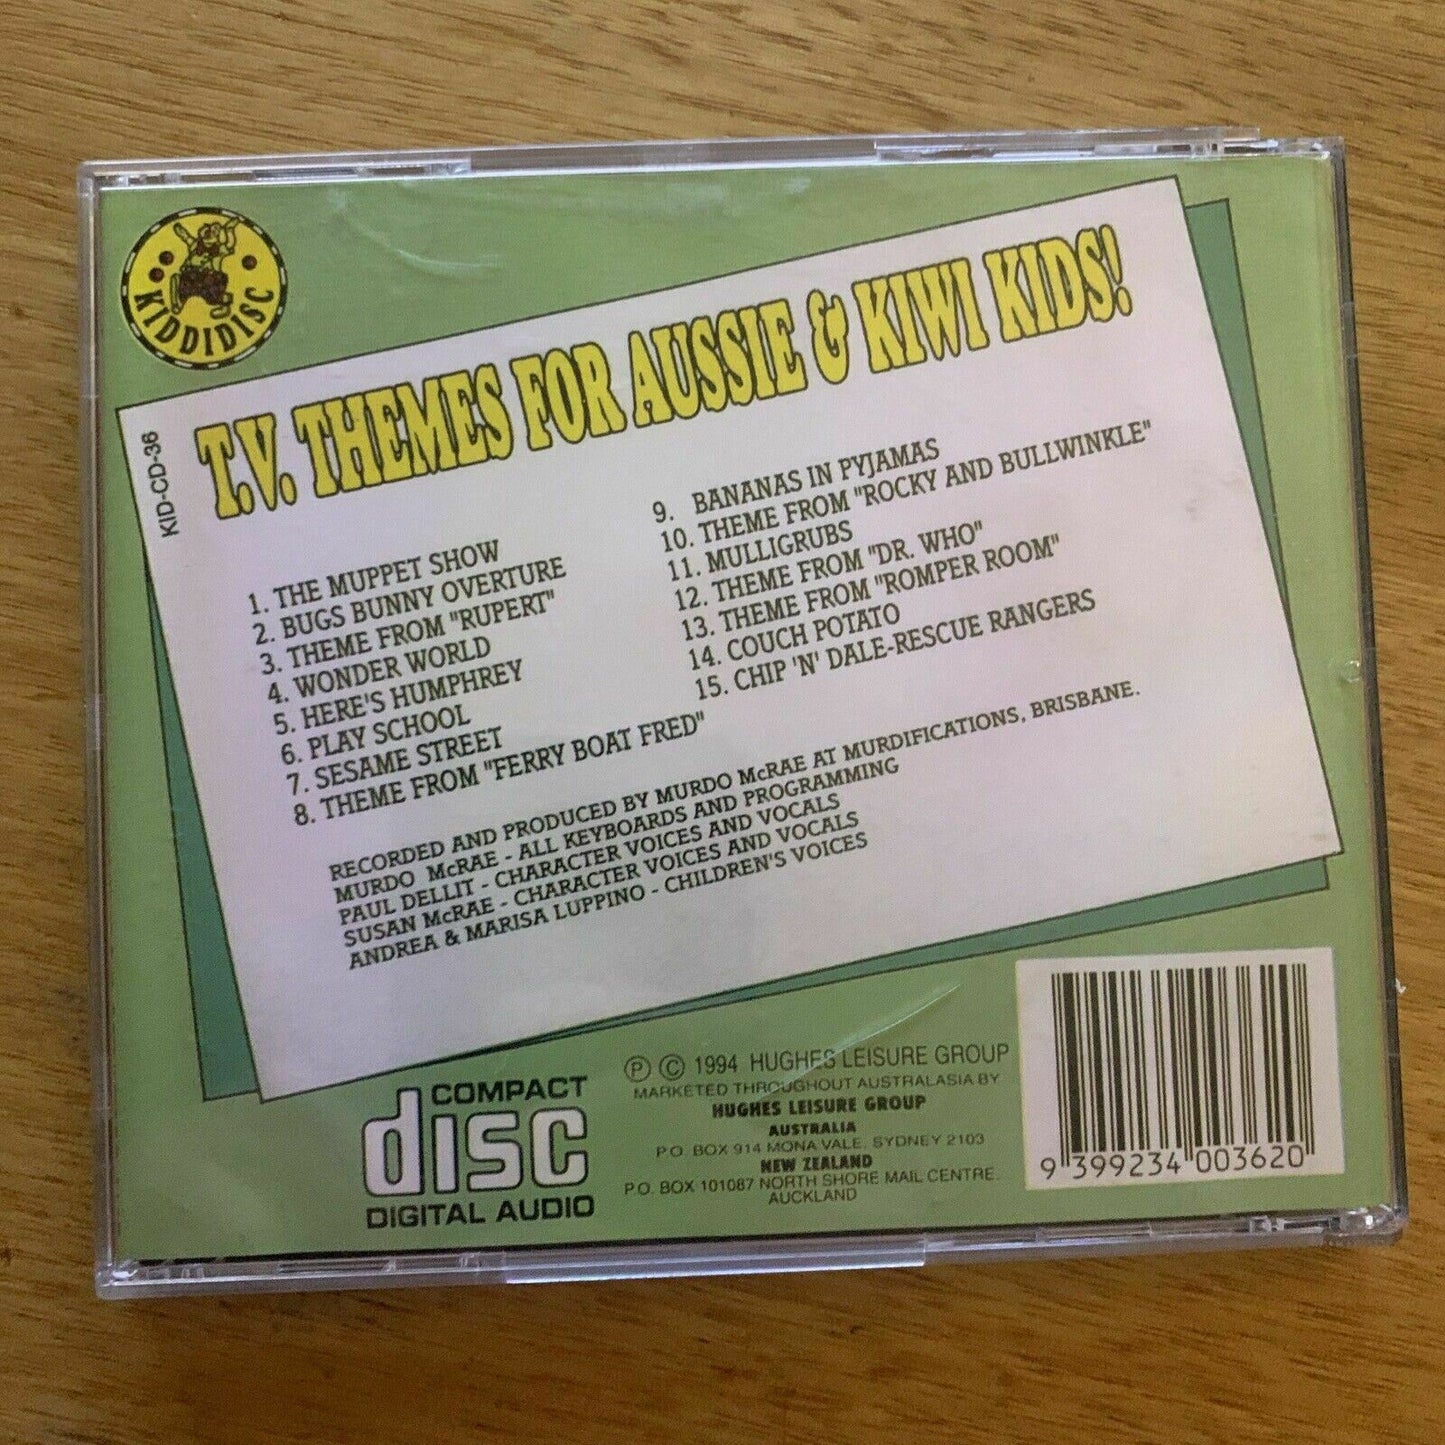 KIDDIDISC
KID-CD-36
T.V. THEMES FOR AUSSIE & KIWI KIDS!
1. THE MUPPET SHOW
2. BUGS BUNNY OVERTURE
3. THEME FROM "RUPERT"
4. WONDER WORLD
5. HERE'S HUMPHREY
6. PLAY SCHOOL
7. SESAME STREET
8. THEME FROM "FERRY BOAT FRED"
9. BANANAS IN PYJAMAS
10. THEME FROM "ROCKY AND BULLWINKLE"
11. MULLIGRUBS
12. THEME FROM "DR. WHO"
13. THEME FROM "ROMPER ROOM"
14. COUCH POTATO
15. CHIP 'N' DALE-RESCUE RANGERS
RECORDED AND PRODUCED BY MURDO McRAE AT MURDIFICATIONS, BRISBANE.
MURDO McRAE - ALL KEYBOARDS AND PROGRAMMING
PAUL DELLIT - CHARACTER VOICES AND VOCALS
SUSAN McRAE - CHARACTER VOICES AND VOCALS
ANDREA & MARISA LUPPINO - CHILDREN'S VOICES
COMPACT
disc
DIGITAL AUDIO
Ⓟ © 1994 HUGHES LEISURE GROUP
MARKETED THROUGHOUT AUSTRALASIA BY
HUGHES LEISURE GROUP
AUSTRALIA
P.O. BOX 914 MONA VALE, SYDNEY 2103
NEW ZEALAND
P.O. BOX 101087 NORTH SHORE MAIL CENTRE.
AUCKLAND
9 399234 003620